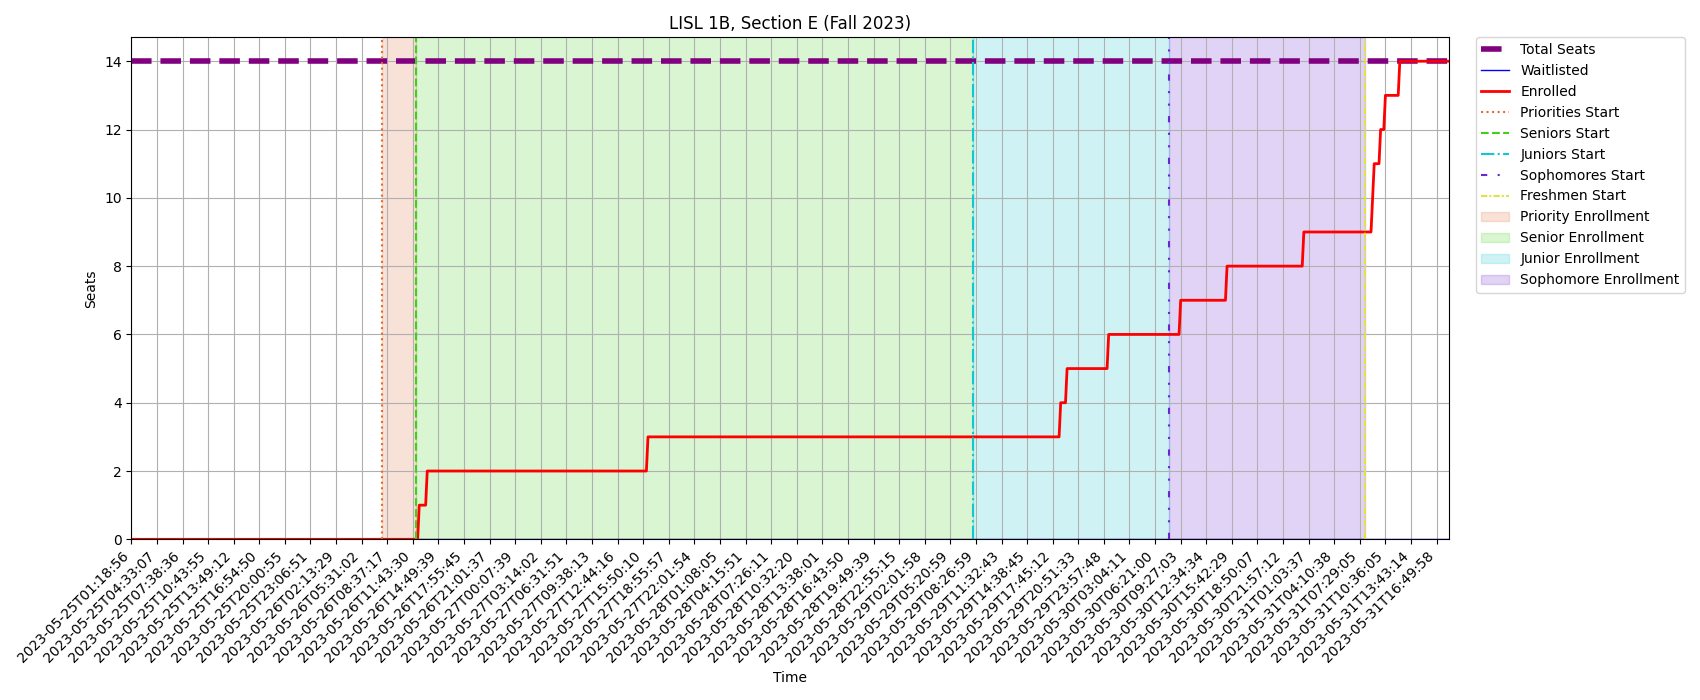 LISL 1B, Section E (Fall 2023)
Seats
14
12
10
8
6
4
2
0
2023-05-25T01:18:56
2023-05-25T04:33:07
2023-05-25T07:38:36
2023-05-25T10:43:55
2023-05-25T13:49:12
2023-05-25T16:54:50
2023-05-25T20:00:55
2023-05-25T23:06:51
2023-05-26T02:13:29
2023-05-26T05:31:02
2023-05-26T08:37:17
2023-05-26T11:43:30
2023-05-26T14:49:39
2023-05-26T17:55:45
2023-05-26T21:01:37
2023-05-27T00:07:39
2023-05-27T03:14:02
2023-05-27T06:31:51
2023-05-27T09:38:13
2023-05-27T12:44:16
2023-05-27T15:50:10
2023-05-27T18:55:57
2023-05-27T22:01:54
2023-05-28T01:08:05
2023-05-28T04:15:51
2023-05-28T07:26:11
2023-05-28T10:32:20
2023-05-28T13:38:01
2023-05-28T16:43:50
2023-05-28T19:49:39
2023-05-28T22:55:15
2023-05-29T02:01:58
2023-05-29T05:20:59
2023-05-29T08:26:59
2023-05-29T11:32:43
2023-05-29T14:38:45
2023-05-29T17:45:12
2023-05-29T20:51:33
2023-05-29T23:57:48
2023-05-30T03:04:11
2023-05-30T06:21:00
2023-05-30T09:27:03
2023-05-30T12:34:34
2023-05-30T15:42:29
2023-05-30T18:50:07
2023-05-30T21:57:12
2023-05-31T01:03:37
2023-05-31T04:10:38
2023-05-31T07:29:05
2023-05-31T10:36:05
2023-05-31T13:43:14
2023-05-31T16:49:58
Time
Total Seats
Waitlisted
Enrolled
Priorities Start
Seniors Start
Juniors Start
Sophomores Start
Freshmen Start
Priority Enrollment
Senior Enrollment
Junior Enrollment
Sophomore Enrollment